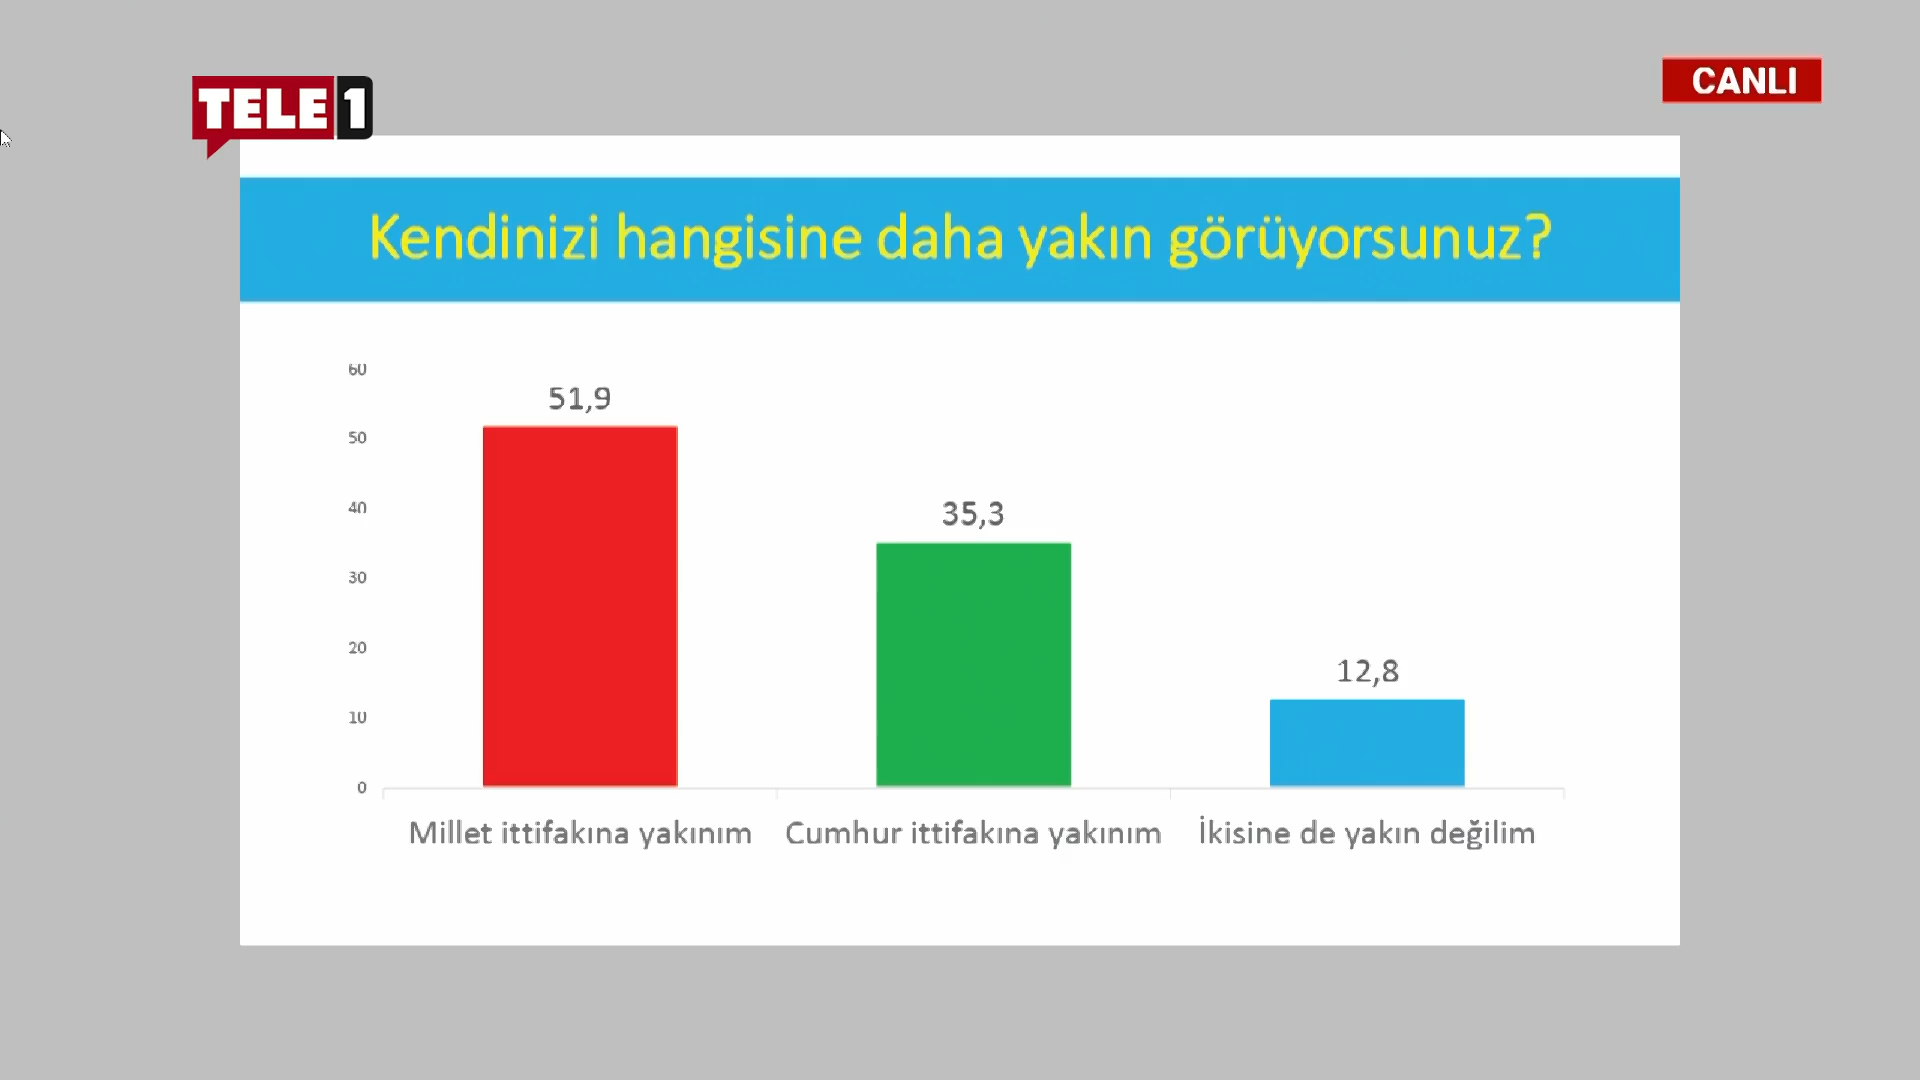 TELE1
CANLI
Kendinizi hangisine daha yakın görüyorsunuz?
60
50
40
30
20
10
0
51,9
35,3
12,8
Millet ittifakına yakınım
Cumhur ittifakına yakınım
İkisine de yakın değilim